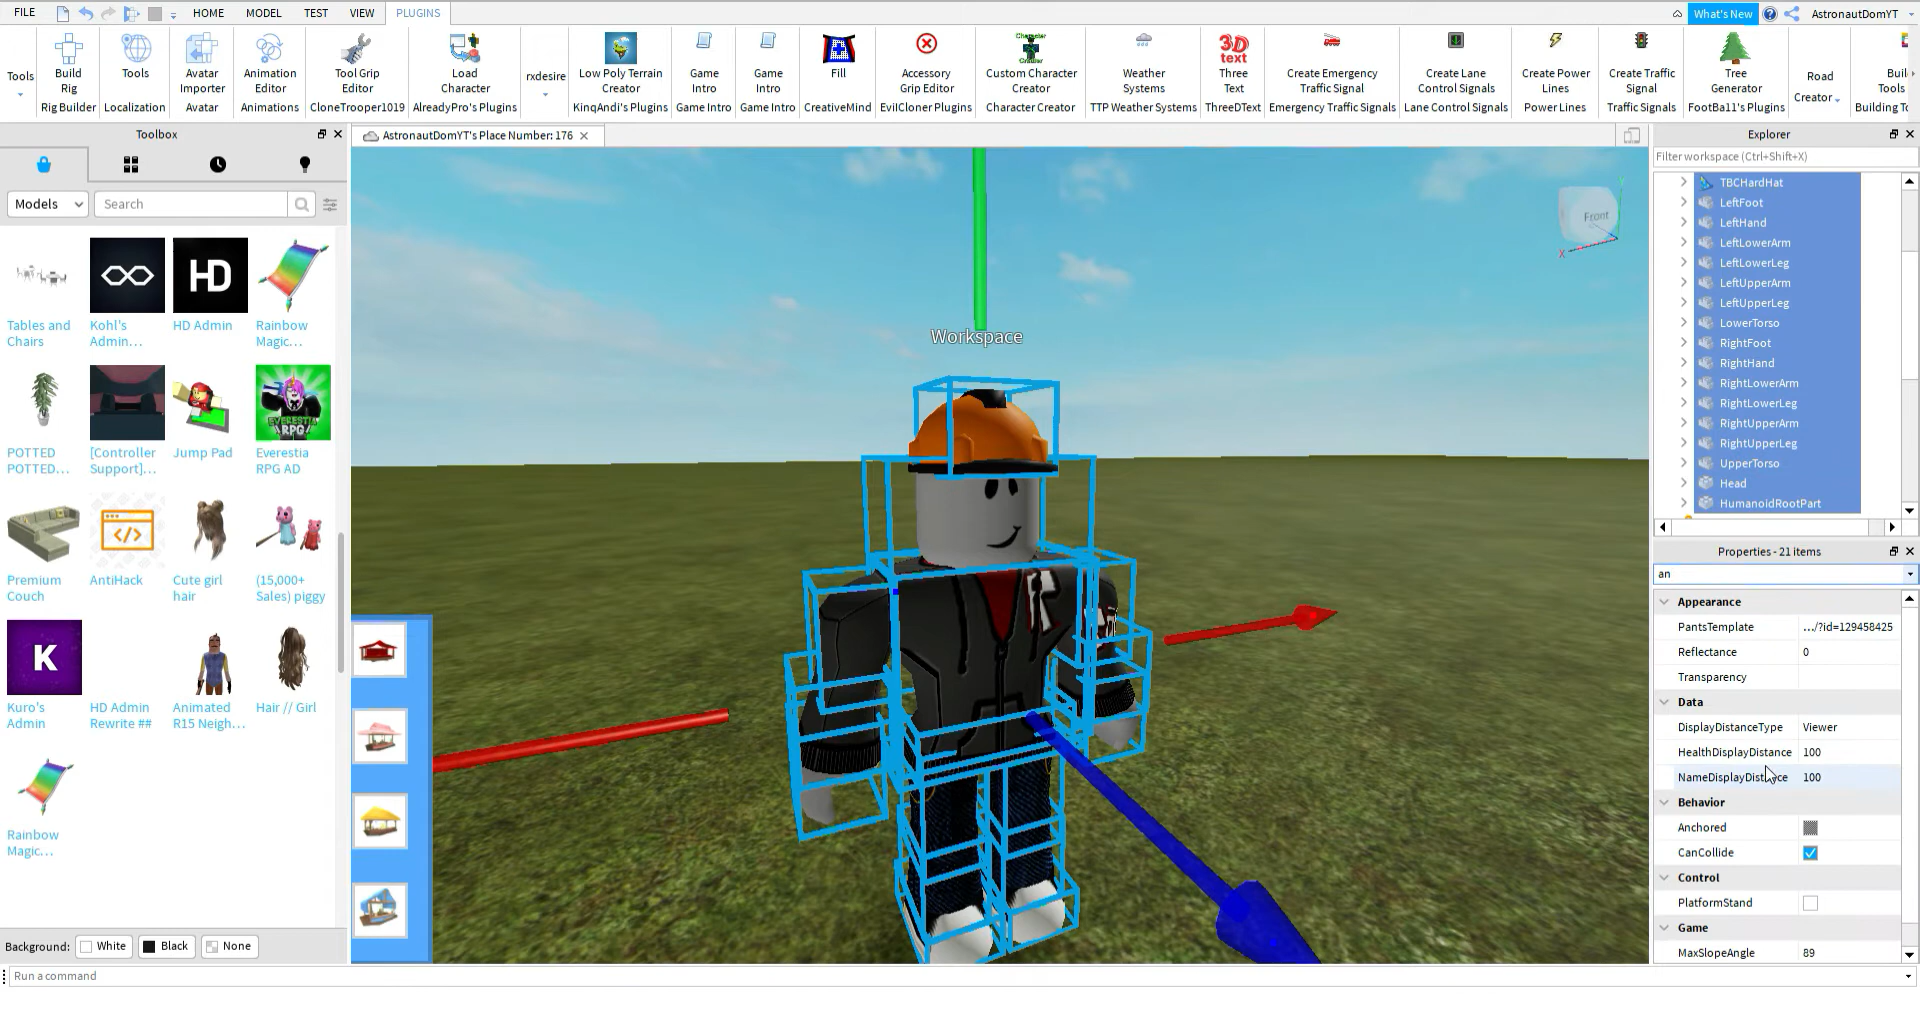 FILE
HOME
MODEL
TEST
VIEW
PLUGINS
What's New
AstronautDomYT
Tools
Build
Rig
Rig Builder
Tools
Localization
Avatar
Importer
Avatar
Animation
Editor
Animations
Tool Grip
Editor
CloneTrooper1019
Load
Character
AlreadyPro's Plugins
rxdesire
Low Poly Terrain
Creator
KinqAndi's Plugins
Game
Intro
Game Intro
Game
Intro
Game Intro
Fill
CreativeMind
Accessory
Grip Editor
EvilCloner Plugins
Custom Character
Creator
Character Creator
Weather
Systems
TTP Weather Systems
3D
text
Three
Text
ThreeDText
Create Emergency
Traffic Signal
Emergency Traffic Signals
Create Lane
Control Signals
Lane Control Signals
Create Power
Lines
Power Lines
Create Traffic
Signal
Traffic Signals
Tree
Generator
FootBa11's Plugins
Road
Creator
Buil
Tools
Building To
Toolbox
Models
Search
HD
Tables and
Chairs
Kohl's
Admin...
HD Admin
Rainbow
Magic...
EVERESTIA
RPG
POTTED
POTTED...
[Controller
Support]...
Jump Pad
Everestia
RPG AD
Premium
Couch
AntiHack
Cute girl
hair
(15,000+
Sales) piggy
K
Kuro's
Admin
HD Admin
Rewrite ##
Animated
R15 Neigh...
Hair // Girl
Rainbow
Magic...
Background:
White
Black
None
Run a command
AstronautDomYT's Place Number: 176
Workspace
Front
X
Explorer
Filter workspace (Ctrl+Shift+X)
TBCHardHat
LeftFoot
LeftHand
LeftLowerArm
LeftLowerLeg
LeftUpperArm
LeftUpperLeg
LowerTorso
RightFoot
RightHand
RightLowerArm
RightLowerLeg
RightUpperArm
RightUpperLeg
UpperTorso
Head
HumanoidRootPart
Properties - 21 items
an
Appearance
PantsTemplate .../?id=129458425
Reflectance 0
Transparency
Data
DisplayDistanceType Viewer
HealthDisplayDistance 100
NameDisplayDistance 100
Behavior
Anchored
CanCollide
Control
PlatformStand
Game
MaxSlopeAngle 89